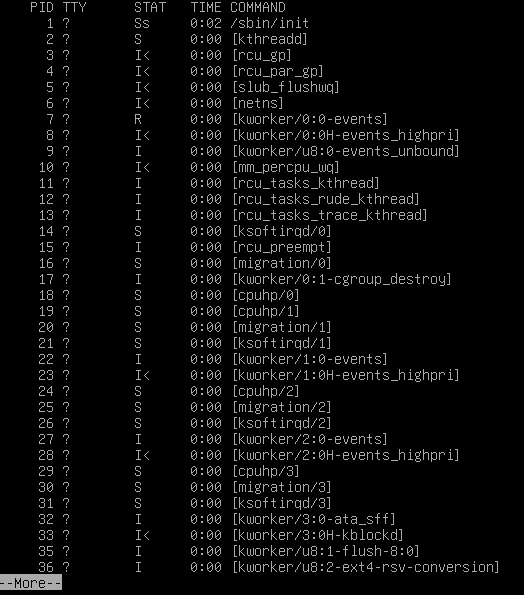 PID TTY STAT TIME COMMAND
1 ? Ss 0:02 /sbin/init
2 ? S 0:00 [kthreadd]
3 ? I< 0:00 [rcu_gp]
4 ? I< 0:00 [rcu_par_gp]
5 ? I< 0:00 [slub_flushwq]
6 ? I< 0:00 [netns]
7 ? R 0:00 [kworker/0:0-events]
8 ? I< 0:00 [kworker/0:0H-events_highpri]
9 ? I 0:00 [kworker/u8:0-events_unbound]
10 ? I< 0:00 [mm_percpu_wq]
11 ? I 0:00 [rcu_tasks_kthread]
12 ? I 0:00 [rcu_tasks_rude_kthread]
13 ? I 0:00 [rcu_tasks_trace_kthread]
14 ? S 0:00 [ksoftirqd/0]
15 ? I 0:00 [rcu_preempt]
16 ? S 0:00 [migration/0]
17 ? I 0:00 [kworker/0:1-cgroup_destroy]
18 ? S 0:00 [cpuhp/0]
19 ? S 0:00 [cpuhp/1]
20 ? S 0:00 [migration/1]
21 ? S 0:00 [ksoftirqd/1]
22 ? I 0:00 [kworker/1:0-events]
23 ? I< 0:00 [kworker/1:0H-events_highpri]
24 ? S 0:00 [cpuhp/2]
25 ? S 0:00 [migration/2]
26 ? S 0:00 [ksoftirqd/2]
27 ? I 0:00 [kworker/2:0-events]
28 ? I< 0:00 [kworker/2:0H-events_highpri]
29 ? S 0:00 [cpuhp/3]
30 ? S 0:00 [migration/3]
31 ? S 0:00 [ksoftirqd/3]
32 ? I 0:00 [kworker/3:0-ata_sff]
33 ? I< 0:00 [kworker/3:0H-kblockd]
35 ? I 0:00 [kworker/u8:1-flush-8:0]
36 ? I 0:00 [kworker/u8:2-ext4-rsv-conversion]
--More--